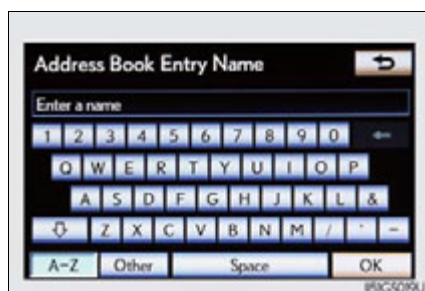 Address Book Entry Name
Enter a name
1 2 3 4 5 6 7 8 9 0
Q W E R T Y U I O P
A S D F G H J K L &
Z X C V B N M / ' -
A-Z Other Space OK